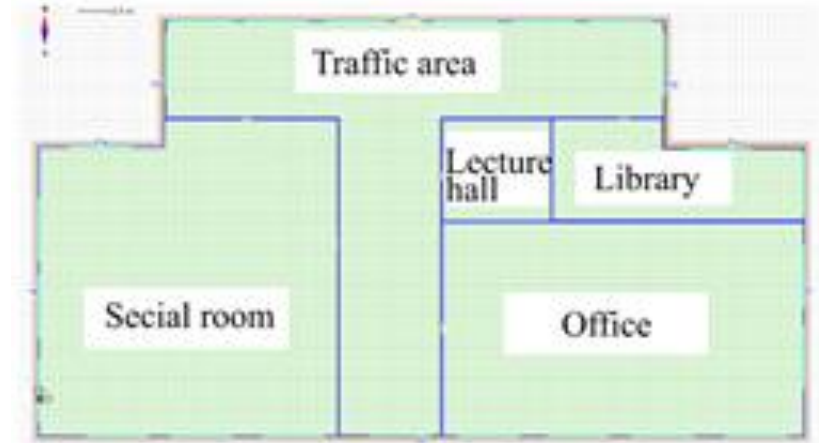 Traffic area
Lecture
hall
Library
Secial room
Office